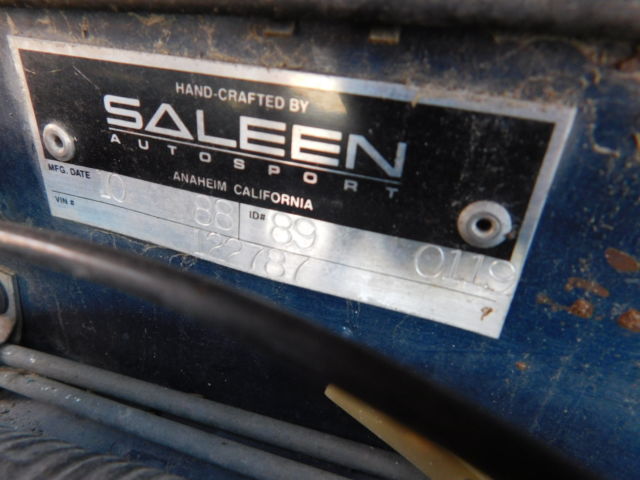 HAND-CRAFTED BY
SALEEN
AUTOSPORT
ANAHEIM CALIFORNIA
MFG. DATE 10 88 ID# 89 0119
VIN # 122787